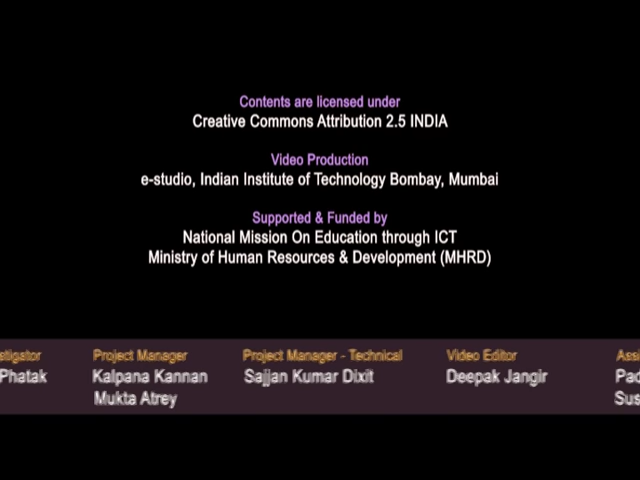 Contents are licensed under
Creative Commons Attribution 2.5 INDIA
Video Production
e-studio, Indian Institute of Technology Bombay, Mumbai
Supported & Funded by
National Mission On Education through ICT
Ministry of Human Resources & Development (MHRD)
Project Manager Project Manager - Technical Video Editor
Phatak Kalpana Kannan Sajjan Kumar Dixit Deepak Jangir
Mukta Atrey